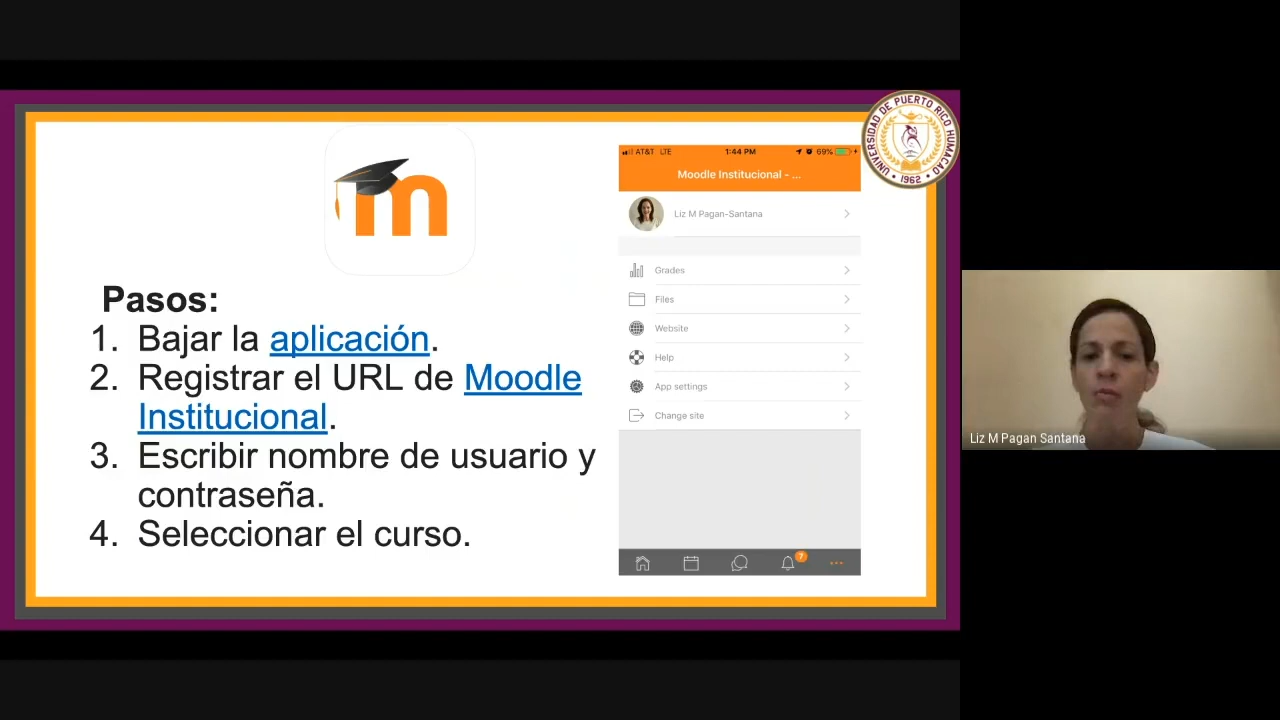 m
Pasos:
1. Bajar la aplicación.
2. Registrar el URL de Moodle
Institucional.
3. Escribir nombre de usuario y
contraseña.
4. Seleccionar el curso.
AT&T LTE 1:44 PM 69%
Moodle Institucional - ...
Liz M Pagan-Santana
Grades
Files
Website
Help
App settings
Change site
7
UNIVERSIDAD DE PUERTO RICO HUMACAO
• 1962 •
Liz M Pagan Santana